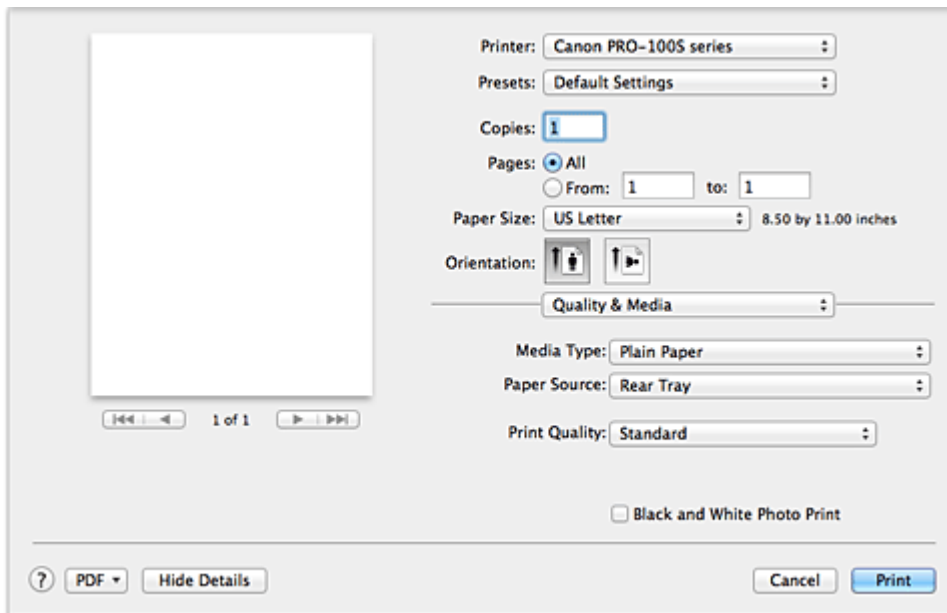 Printer: Canon PRO-100S series
Presets: Default Settings
Copies: 1
Pages: All
From: 1 to: 1
Paper Size: US Letter 8.50 by 11.00 inches
Orientation:
Quality & Media
Media Type: Plain Paper
Paper Source: Rear Tray
1 of 1
Print Quality: Standard
Black and White Photo Print
? PDF Hide Details Cancel Print